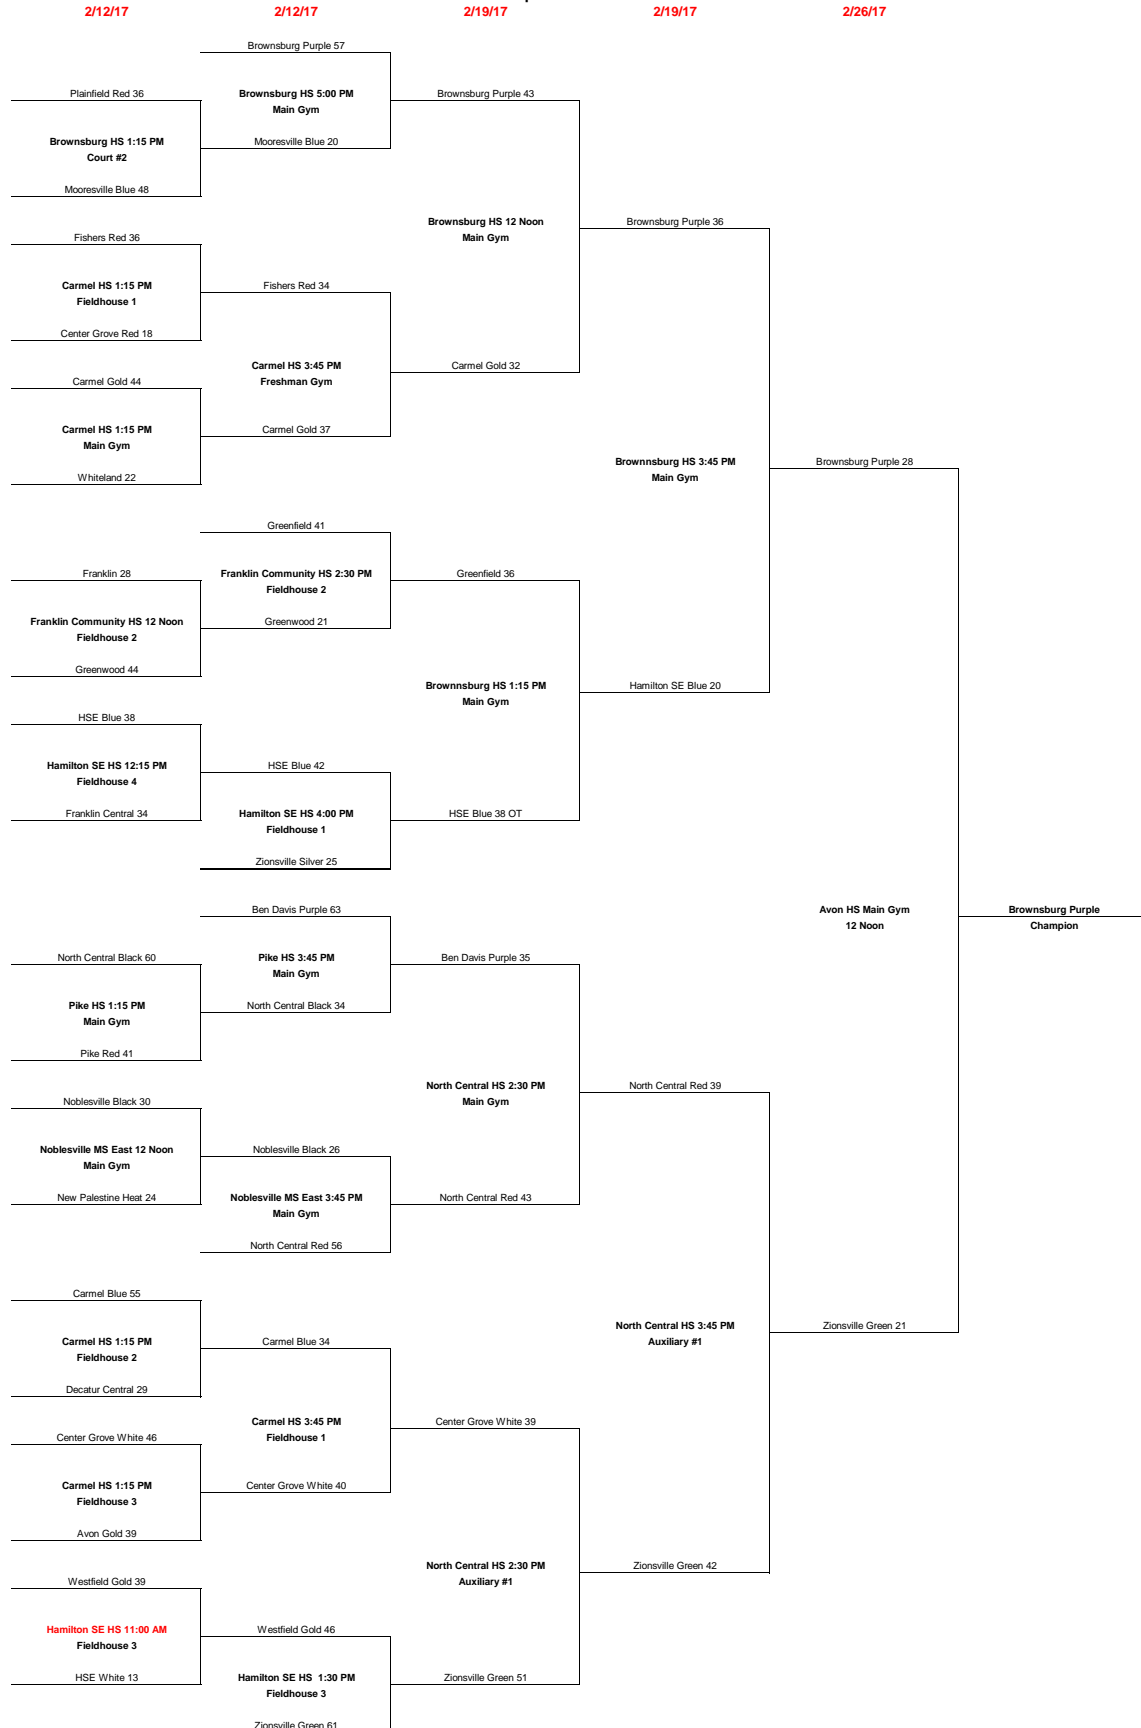 2/12/17
2/12/17
2/19/17
2/19/17
2/26/17
Brownsburg Purple 57
Plainfield Red 36
Brownsburg HS 5:00 PM
Main Gym
Brownsburg Purple 43
Brownsburg HS 1:15 PM
Court #2
Mooresville Blue 20
Mooresville Blue 48
Fishers Red 36
Brownsburg HS 12 Noon
Main Gym
Brownsburg Purple 36
Carmel HS 1:15 PM
Fieldhouse 1
Fishers Red 34
Center Grove Red 18
Carmel HS 3:45 PM
Freshman Gym
Carmel Gold 32
Carmel Gold 44
Carmel HS 1:15 PM
Main Gym
Carmel Gold 37
Whiteland 22
Brownnsburg HS 3:45 PM
Main Gym
Brownsburg Purple 28
Greenfield 41
Franklin 28
Franklin Community HS 2:30 PM
Fieldhouse 2
Greenfield 36
Franklin Community HS 12 Noon
Fieldhouse 2
Greenwood 21
Greenwood 44
Brownnsburg HS 1:15 PM
Main Gym
Hamilton SE Blue 20
HSE Blue 38
Hamilton SE HS 12:15 PM
Fieldhouse 4
HSE Blue 42
Franklin Central 34
Hamilton SE HS 4:00 PM
Fieldhouse 1
HSE Blue 38 OT
Zionsville Silver 25
Ben Davis Purple 63
Avon HS Main Gym
12 Noon
Brownsburg Purple
Champion
North Central Black 60
Pike HS 3:45 PM
Main Gym
Ben Davis Purple 35
Pike HS 1:15 PM
Main Gym
North Central Black 34
Pike Red 41
North Central HS 2:30 PM
Main Gym
North Central Red 39
Noblesville Black 30
Noblesville MS East 12 Noon
Main Gym
Noblesville Black 26
New Palestine Heat 24
Noblesville MS East 3:45 PM
Main Gym
North Central Red 43
North Central Red 56
Carmel Blue 55
North Central HS 3:45 PM
Auxiliary #1
Zionsville Green 21
Carmel HS 1:15 PM
Fieldhouse 2
Carmel Blue 34
Decatur Central 29
Carmel HS 3:45 PM
Fieldhouse 1
Center Grove White 39
Center Grove White 46
Carmel HS 1:15 PM
Fieldhouse 3
Center Grove White 40
Avon Gold 39
North Central HS 2:30 PM
Auxiliary #1
Zionsville Green 42
Westfield Gold 39
Hamilton SE HS 11:00 AM
Fieldhouse 3
Westfield Gold 46
HSE White 13
Hamilton SE HS 1:30 PM
Fieldhouse 3
Zionsville Green 51
Zionsville Green 61